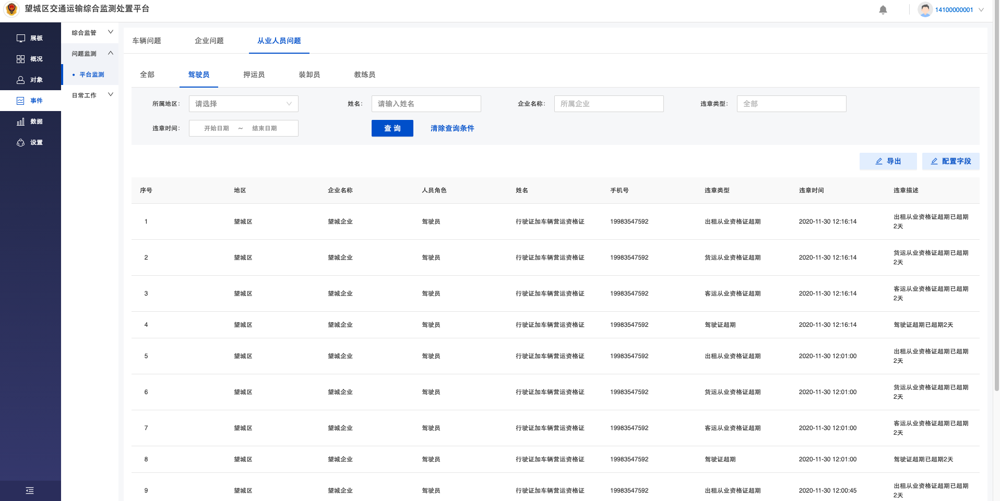 望城区交通运输综合监测处置平台
14100000001
展板
概况
对象
事件
数据
设置
综合监管
问题监测
平台监测
日常工作
车辆问题 企业问题 从业人员问题
全部 驾驶员 押运员 装卸员 教练员
所属地区: 请选择 姓名: 请输入姓名 企业名称: 所属企业 违章类型: 全部
违章时间: 开始日期 ~ 结束日期 查 询 清除查询条件
导出 配置字段
序号 地区 企业名称 人员角色 姓名 手机号 违章类型 违章时间 违章描述
1 望城区 望城企业 驾驶员 行驶证加车辆营运资格证 19983547592 出租从业资格证超期 2020-11-30 12:16:14 出租从业资格证超期已超期
2天
2 望城区 望城企业 驾驶员 行驶证加车辆营运资格证 19983547592 货运从业资格证超期 2020-11-30 12:16:14 货运从业资格证超期已超期
2天
3 望城区 望城企业 驾驶员 行驶证加车辆营运资格证 19983547592 客运从业资格证超期 2020-11-30 12:16:14 客运从业资格证超期已超期
2天
4 望城区 望城企业 驾驶员 行驶证加车辆营运资格证 19983547592 驾驶证超期 2020-11-30 12:16:14 驾驶证超期已超期2天
5 望城区 望城企业 驾驶员 行驶证加车辆营运资格证 19983547592 出租从业资格证超期 2020-11-30 12:01:00 出租从业资格证超期已超期
2天
6 望城区 望城企业 驾驶员 行驶证加车辆营运资格证 19983547592 货运从业资格证超期 2020-11-30 12:01:00 货运从业资格证超期已超期
2天
7 望城区 望城企业 驾驶员 行驶证加车辆营运资格证 19983547592 客运从业资格证超期 2020-11-30 12:01:00 客运从业资格证超期已超期
2天
8 望城区 望城企业 驾驶员 行驶证加车辆营运资格证 19983547592 驾驶证超期 2020-11-30 12:01:00 驾驶证超期已超期2天
9 望城区 望城企业 驾驶员 行驶证加车辆营运资格证 19983547592 出租从业资格证超期 2020-11-30 12:00:45 出租从业资格证超期已超期
2天